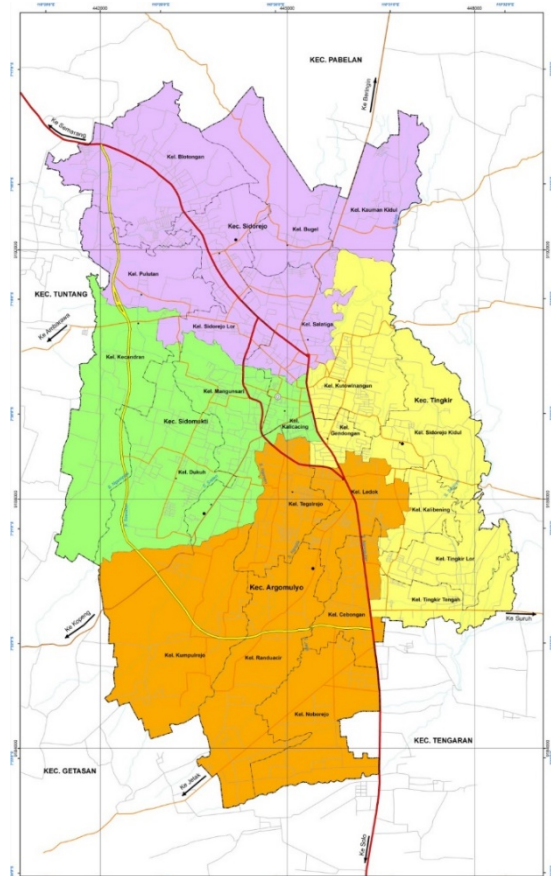 KEC. PABELAN
Ke Beringin
Ke Semarang
Kel. Blotongan
Kel. Kauman Kidul
Kec. Sidorejo
Kel. Bugel
Kel. Pulutan
KEC. TUNTANG
Ke Ambarawa
Kel. Sidorejo Lor
Kel. Salatiga
Kel. Kecandran
Kel. Mangunsari
Kel. Kutowinangun
Kec. Tingkir
Kec. Sidomukti
Kel.
Kalicacing
Kel.
Gendongan
Kel. Sidorejo Kidul
Kel. Dukuh
Kel. Ledok
Kel. Tegalrejo
Kel. Kalibening
Kel. Tingkir Lor
Kec. Argomulyo
Kel. Tingkir Tengah
Kel. Cebongan
Ke Suruh
Ke Kopeng
Kel. Kumpulrejo
Kel. Randuacir
Kel. Noborejo
KEC. TENGARAN
KEC. GETASAN
Ke Jetak
Ke Solo